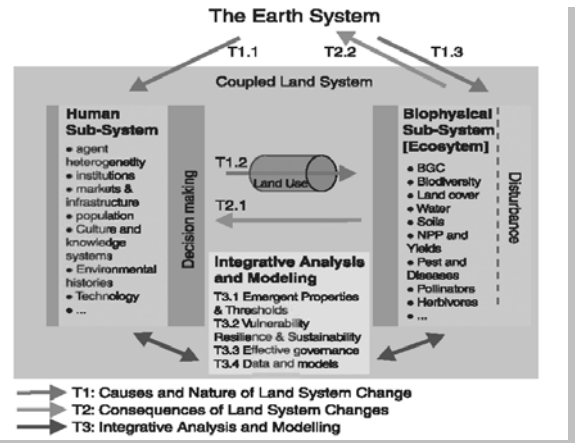 The Earth System
T1.1
T2.2
T1.3
Coupled Land System
Human
Sub-System
• agent
heterogenetity
• institutions
• markets &
infrastructure
• population
• Culture and
knowledge
systems
• Environmental
histories
• Technology
• ...
Decision making
T1.2
Land Use
T2.1
Integrative Analysis
and Modeling
T3.1 Emergent Properties
& Thresholds
T3.2 Vulnerability
Resilience & Sustainability
T3.3 Effective governance
T3.4 Data and models
Biophysical
Sub-System
[Ecosytem]
• BGC
• Biodiversity
• Land cover
• Water
• Soils
• NPP and
Yields
• Pest and
Diseases
• Pollinators
• Herbivores
• ...
Disturbance
T1: Causes and Nature of Land System Change
T2: Consequences of Land System Changes
T3: Integrative Analysis and Modelling